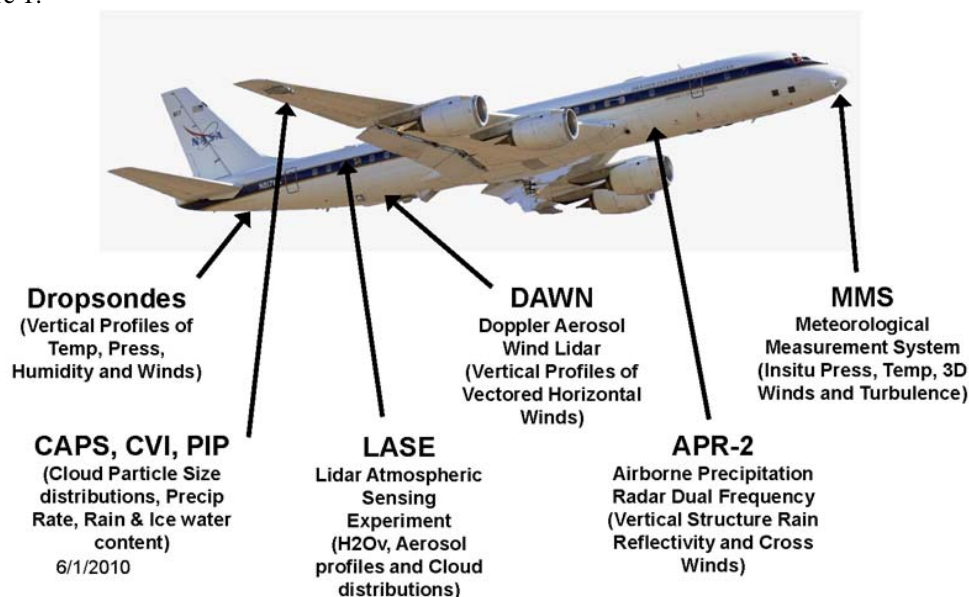 NASA
Dropsondes
(Vertical Profiles of
Temp, Press,
Humidity and Winds)
DAWN
Doppler Aerosol
Wind Lidar
(Vertical Profiles of
Vectored Horizontal
Winds)
MMS
Meteorological
Measurement System
(Insitu Press, Temp, 3D
Winds and Turbulence)
CAPS, CVI, PIP
(Cloud Particle Size
distributions, Precip
Rate, Rain & Ice water
content)
6/1/2010
LASE
Lidar Atmospheric
Sensing
Experiment
(H2Ov, Aerosol
profiles and Cloud
distributions)
APR-2
Airborne Precipitation
Radar Dual Frequency
(Vertical Structure Rain
Reflectivity and Cross
Winds)